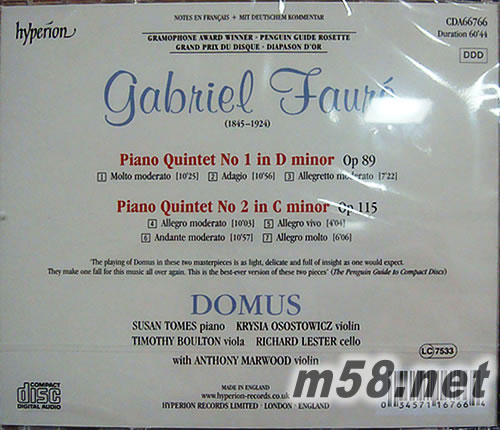 NOTES EN FRANÇAIS + MIT DEUTSCHEM KOMMENTAR
CDA66766
Duration 60'44
hyperion
GRAMOPHONE AWARD WINNER · PENGUIN GUIDE ROSETTE
GRAND PRIX DU DISQUE · DIAPASON D'OR
DDD
Gabriel Fauré
(1845–1924)
Piano Quintet No 1 in D minor Op 89
1 Molto moderato [10'25] 2 Adagio [10'56] 3 Allegretto moderato [7'22]
Piano Quintet No 2 in C minor Op 115
4 Allegro moderato [10'03] 5 Allegro vivo [4'04]
6 Andante moderato [10'57] 7 Allegro molto [6'06]
'The playing of Domus in these two masterpieces is as light, delicate and full of insight as one would expect.
They make one fall for this music all over again. This is the best-ever version of these two pieces' (The Penguin Guide to Compact Discs)
DOMUS
SUSAN TOMES piano KRYSIA OSOSTOWICZ violin
TIMOTHY BOULTON viola RICHARD LESTER cello
with ANTHONY MARWOOD violin
LC 7533
COMPACT
disc
DIGITAL AUDIO
MADE IN ENGLAND
www.hyperion-records.co.uk
HYPERION RECORDS LIMITED · LONDON · ENGLAND
m58.net
0 34571 16766 4